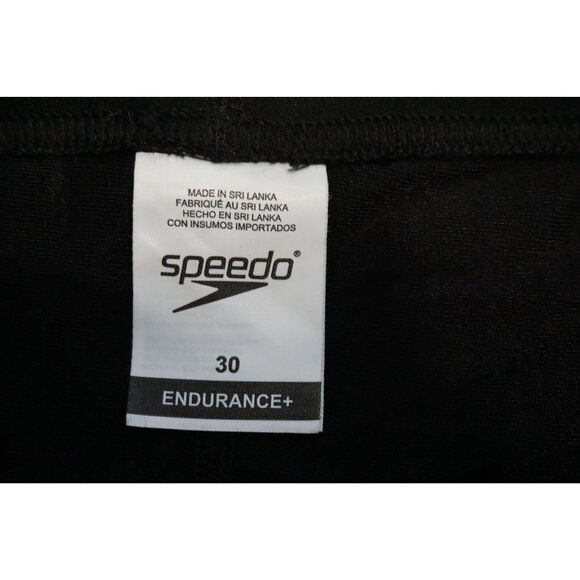 MADE IN SRI LANKA
FABRIQUÉ AU SRI LANKA
HECHO EN SRI LANKA
CON INSUMOS IMPORTADOS
speedo®
30
ENDURANCE+